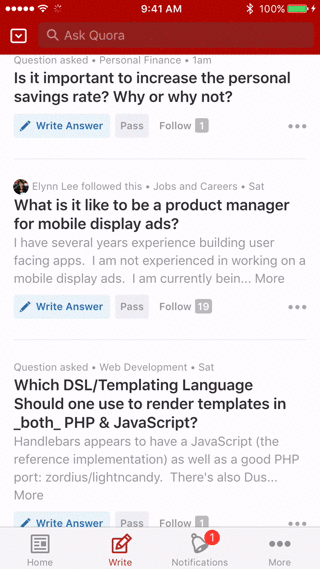 9:41 AM
100%
Ask Quora
Question asked • Personal Finance • 1am
Is it important to increase the personal
savings rate? Why or why not?
Write Answer Pass Follow 1
Elynn Lee followed this • Jobs and Careers • Sat
What is it like to be a product manager
for mobile display ads?
I have several years experience building user
facing apps.  I am not experienced in working on a
mobile display ads.  I am currently bein... More
Write Answer Pass Follow 19
Question asked • Web Development • Sat
Which DSL/Templating Language
Should one use to render templates in
_both_ PHP & JavaScript?
Handlebars appears to have a JavaScript (the
reference implementation) as well as a good PHP
port: zordius/lightncandy.  There's also Dus...
More
Write Answer Pass Follow 1
Home Write Notifications 1 More